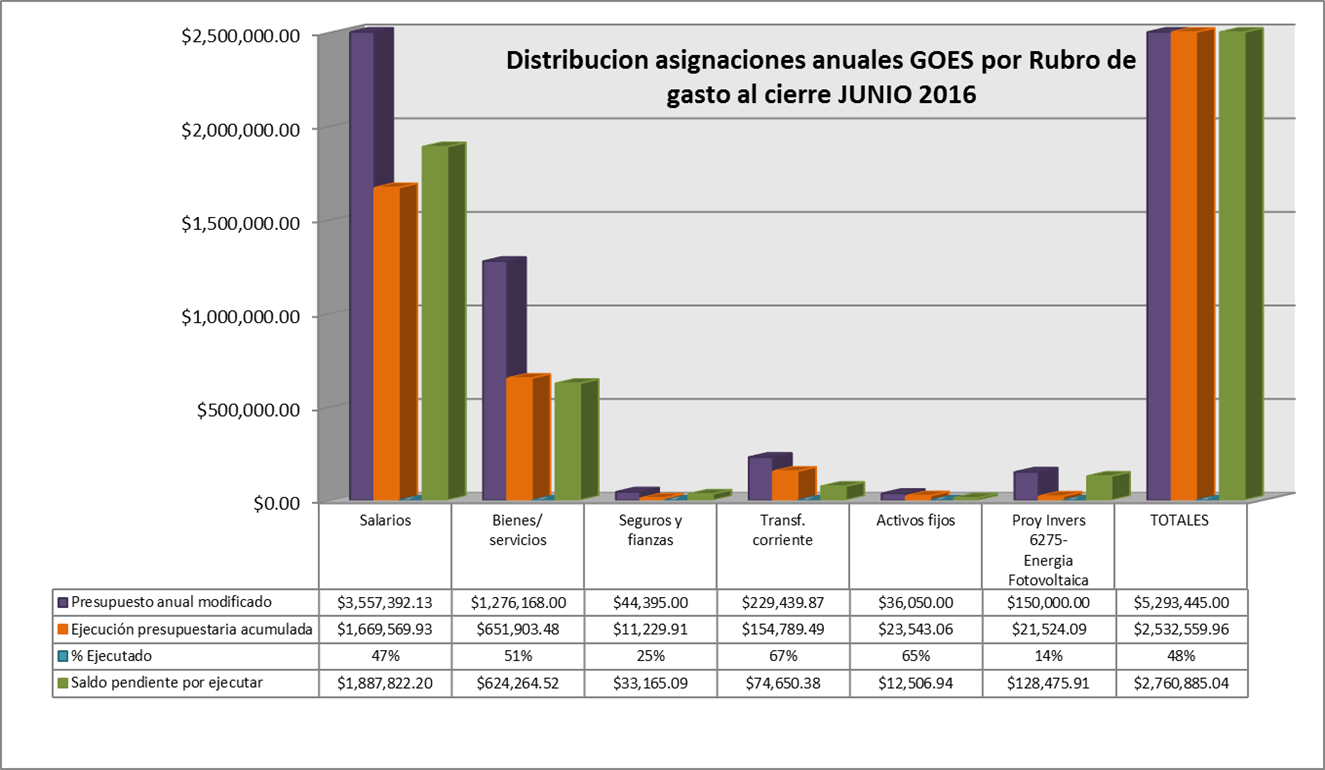 Distribucion asignaciones anuales GOES por Rubro de
gasto al cierre JUNIO 2016
$2,500,000.00
$2,000,000.00
$1,500,000.00
$1,000,000.00
$500,000.00
$0.00
Salarios
Bienes/
servicios
Seguros y
fianzas
Transf.
corriente
Activos fijos
Proy Invers
6275-
Energia
Fotovoltaica
TOTALES
Presupuesto anual modificado $3,557,392.13 $1,276,168.00 $44,395.00 $229,439.87 $36,050.00 $150,000.00 $5,293,445.00
Ejecución presupuestaria acumulada $1,669,569.93 $651,903.48 $11,229.91 $154,789.49 $23,543.06 $21,524.09 $2,532,559.96
% Ejecutado 47% 51% 25% 67% 65% 14% 48%
Saldo pendiente por ejecutar $1,887,822.20 $624,264.52 $33,165.09 $74,650.38 $12,506.94 $128,475.91 $2,760,885.04